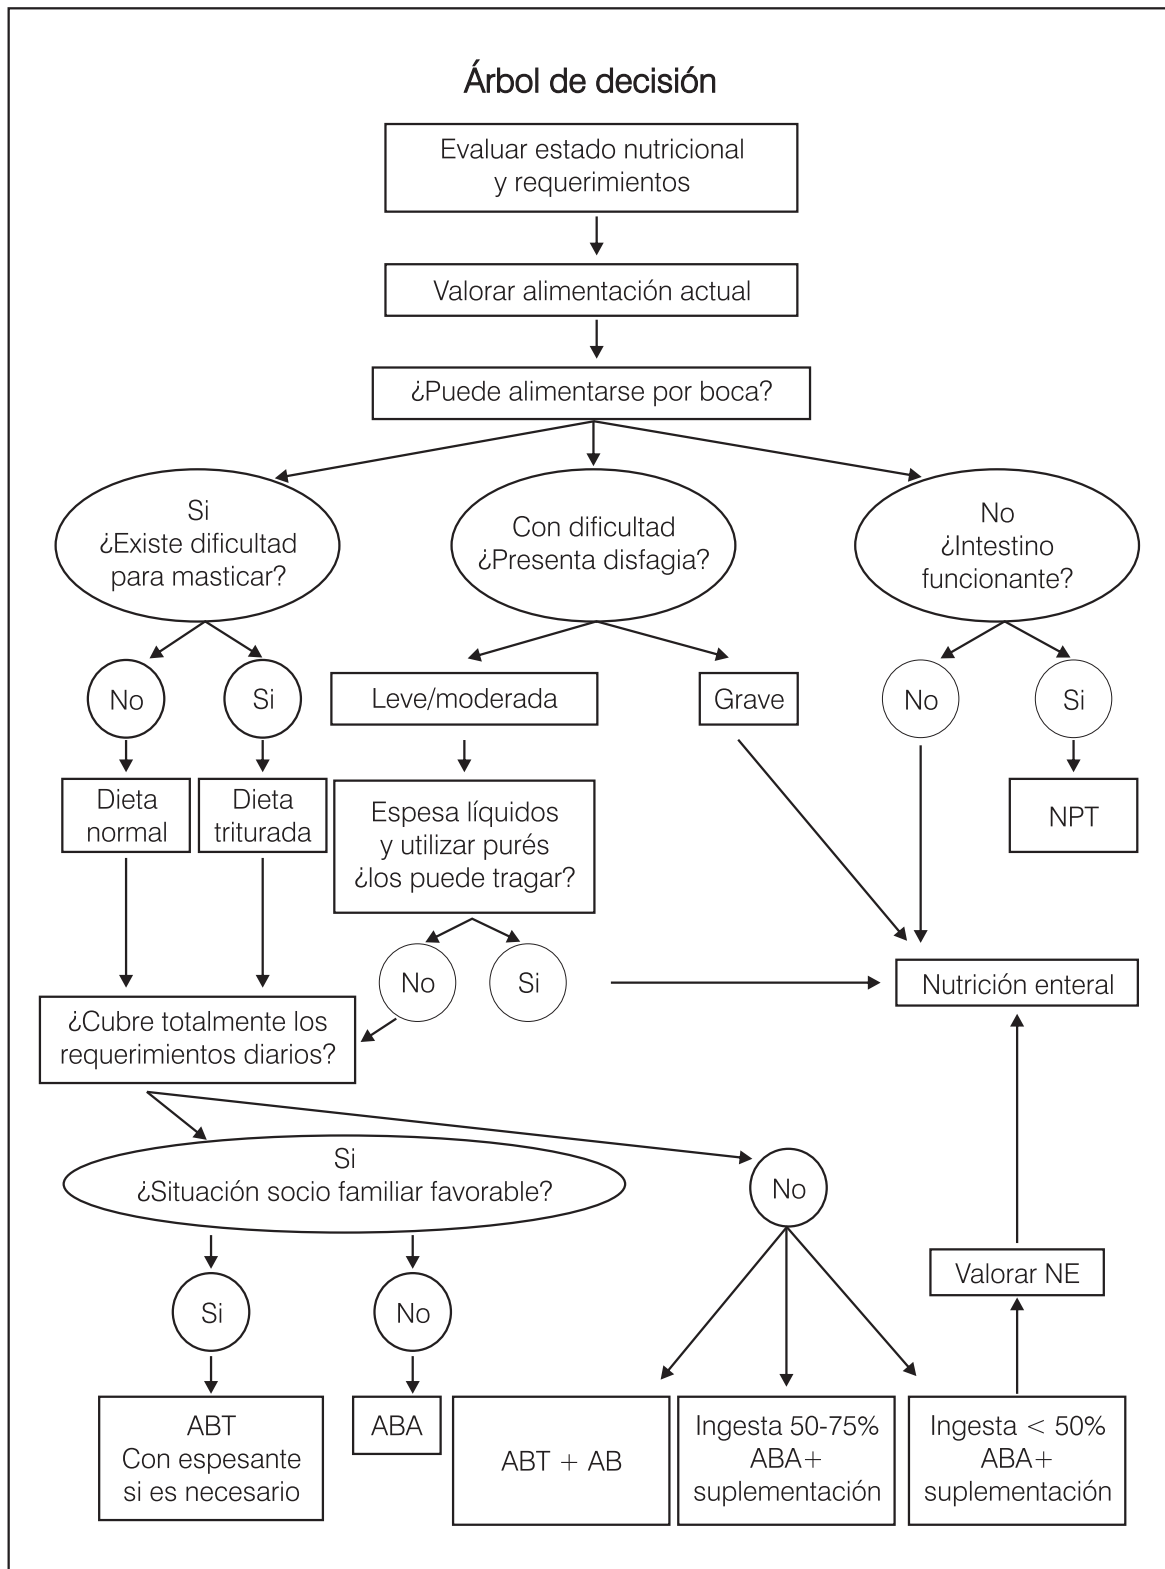 Árbol de decisión
Evaluar estado nutricional
y requerimientos
Valorar alimentación actual
¿Puede alimentarse por boca?
Si
¿Existe dificultad
para masticar?
Con dificultad
¿Presenta disfagia?
No
¿Intestino
funcionante?
No
Si
Leve/moderada
Grave
No
Si
Dieta
normal
Dieta
triturada
Espesa líquidos
y utilizar purés
¿los puede tragar?
NPT
No
Si
Nutrición enteral
¿Cubre totalmente los
requerimientos diarios?
Si
¿Situación socio familiar favorable?
No
Valorar NE
Si
No
ABT
Con espesante
si es necesario
ABA
ABT + AB
Ingesta 50-75%
ABA+
suplementación
Ingesta < 50%
ABA+
suplementación